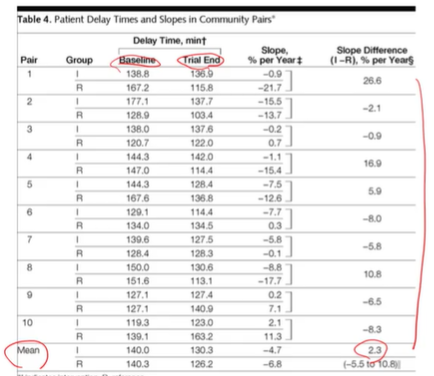 Table 4. Patient Delay Times and Slopes in Community Pairs*
Delay Time, min†
Pair Group Baseline Trial End Slope, % per Year‡ Slope Difference (I –R), % per Year§
1 I 138.8 136.9 –0.9 26.6
R 167.2 115.8 –21.7
2 I 177.1 137.7 –15.5 –2.1
R 128.9 103.4 –13.7
3 I 138.0 137.6 –0.2 –0.9
R 120.7 122.0 0.7
4 I 144.3 142.0 –1.1 16.9
R 147.0 114.4 –15.4
5 I 144.3 128.4 –7.5 5.9
R 167.6 136.8 –12.6
6 I 129.1 114.4 –7.7 –8.0
R 134.0 134.5 0.3
7 I 139.6 127.5 –5.8 –5.8
R 128.4 128.3 –0.1
8 I 150.0 130.6 –8.8 10.8
R 151.6 113.1 –17.7
9 I 127.1 127.4 0.2 –6.5
R 127.1 140.9 7.1
10 I 119.3 123.0 2.1 –8.3
R 139.1 163.2 11.3
Mean I 140.0 130.3 –4.7 2.3
R 140.3 126.2 –6.8 (–5.5 to 10.8)||